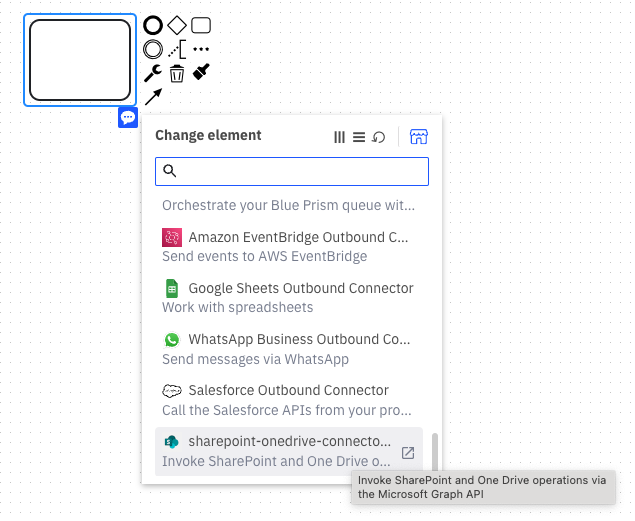 Change element
Orchestrate your Blue Prism queue wit...
Amazon EventBridge Outbound C...
Send events to AWS EventBridge
Google Sheets Outbound Connector
Work with spreadsheets
WhatsApp Business Outbound Co...
Send messages via WhatsApp
Salesforce Outbound Connector
Call the Salesforce APIs from your pro...
sharepoint-onedrive-connecto...
Invoke SharePoint and One Drive o...
Invoke SharePoint and One Drive operations via
the Microsoft Graph API